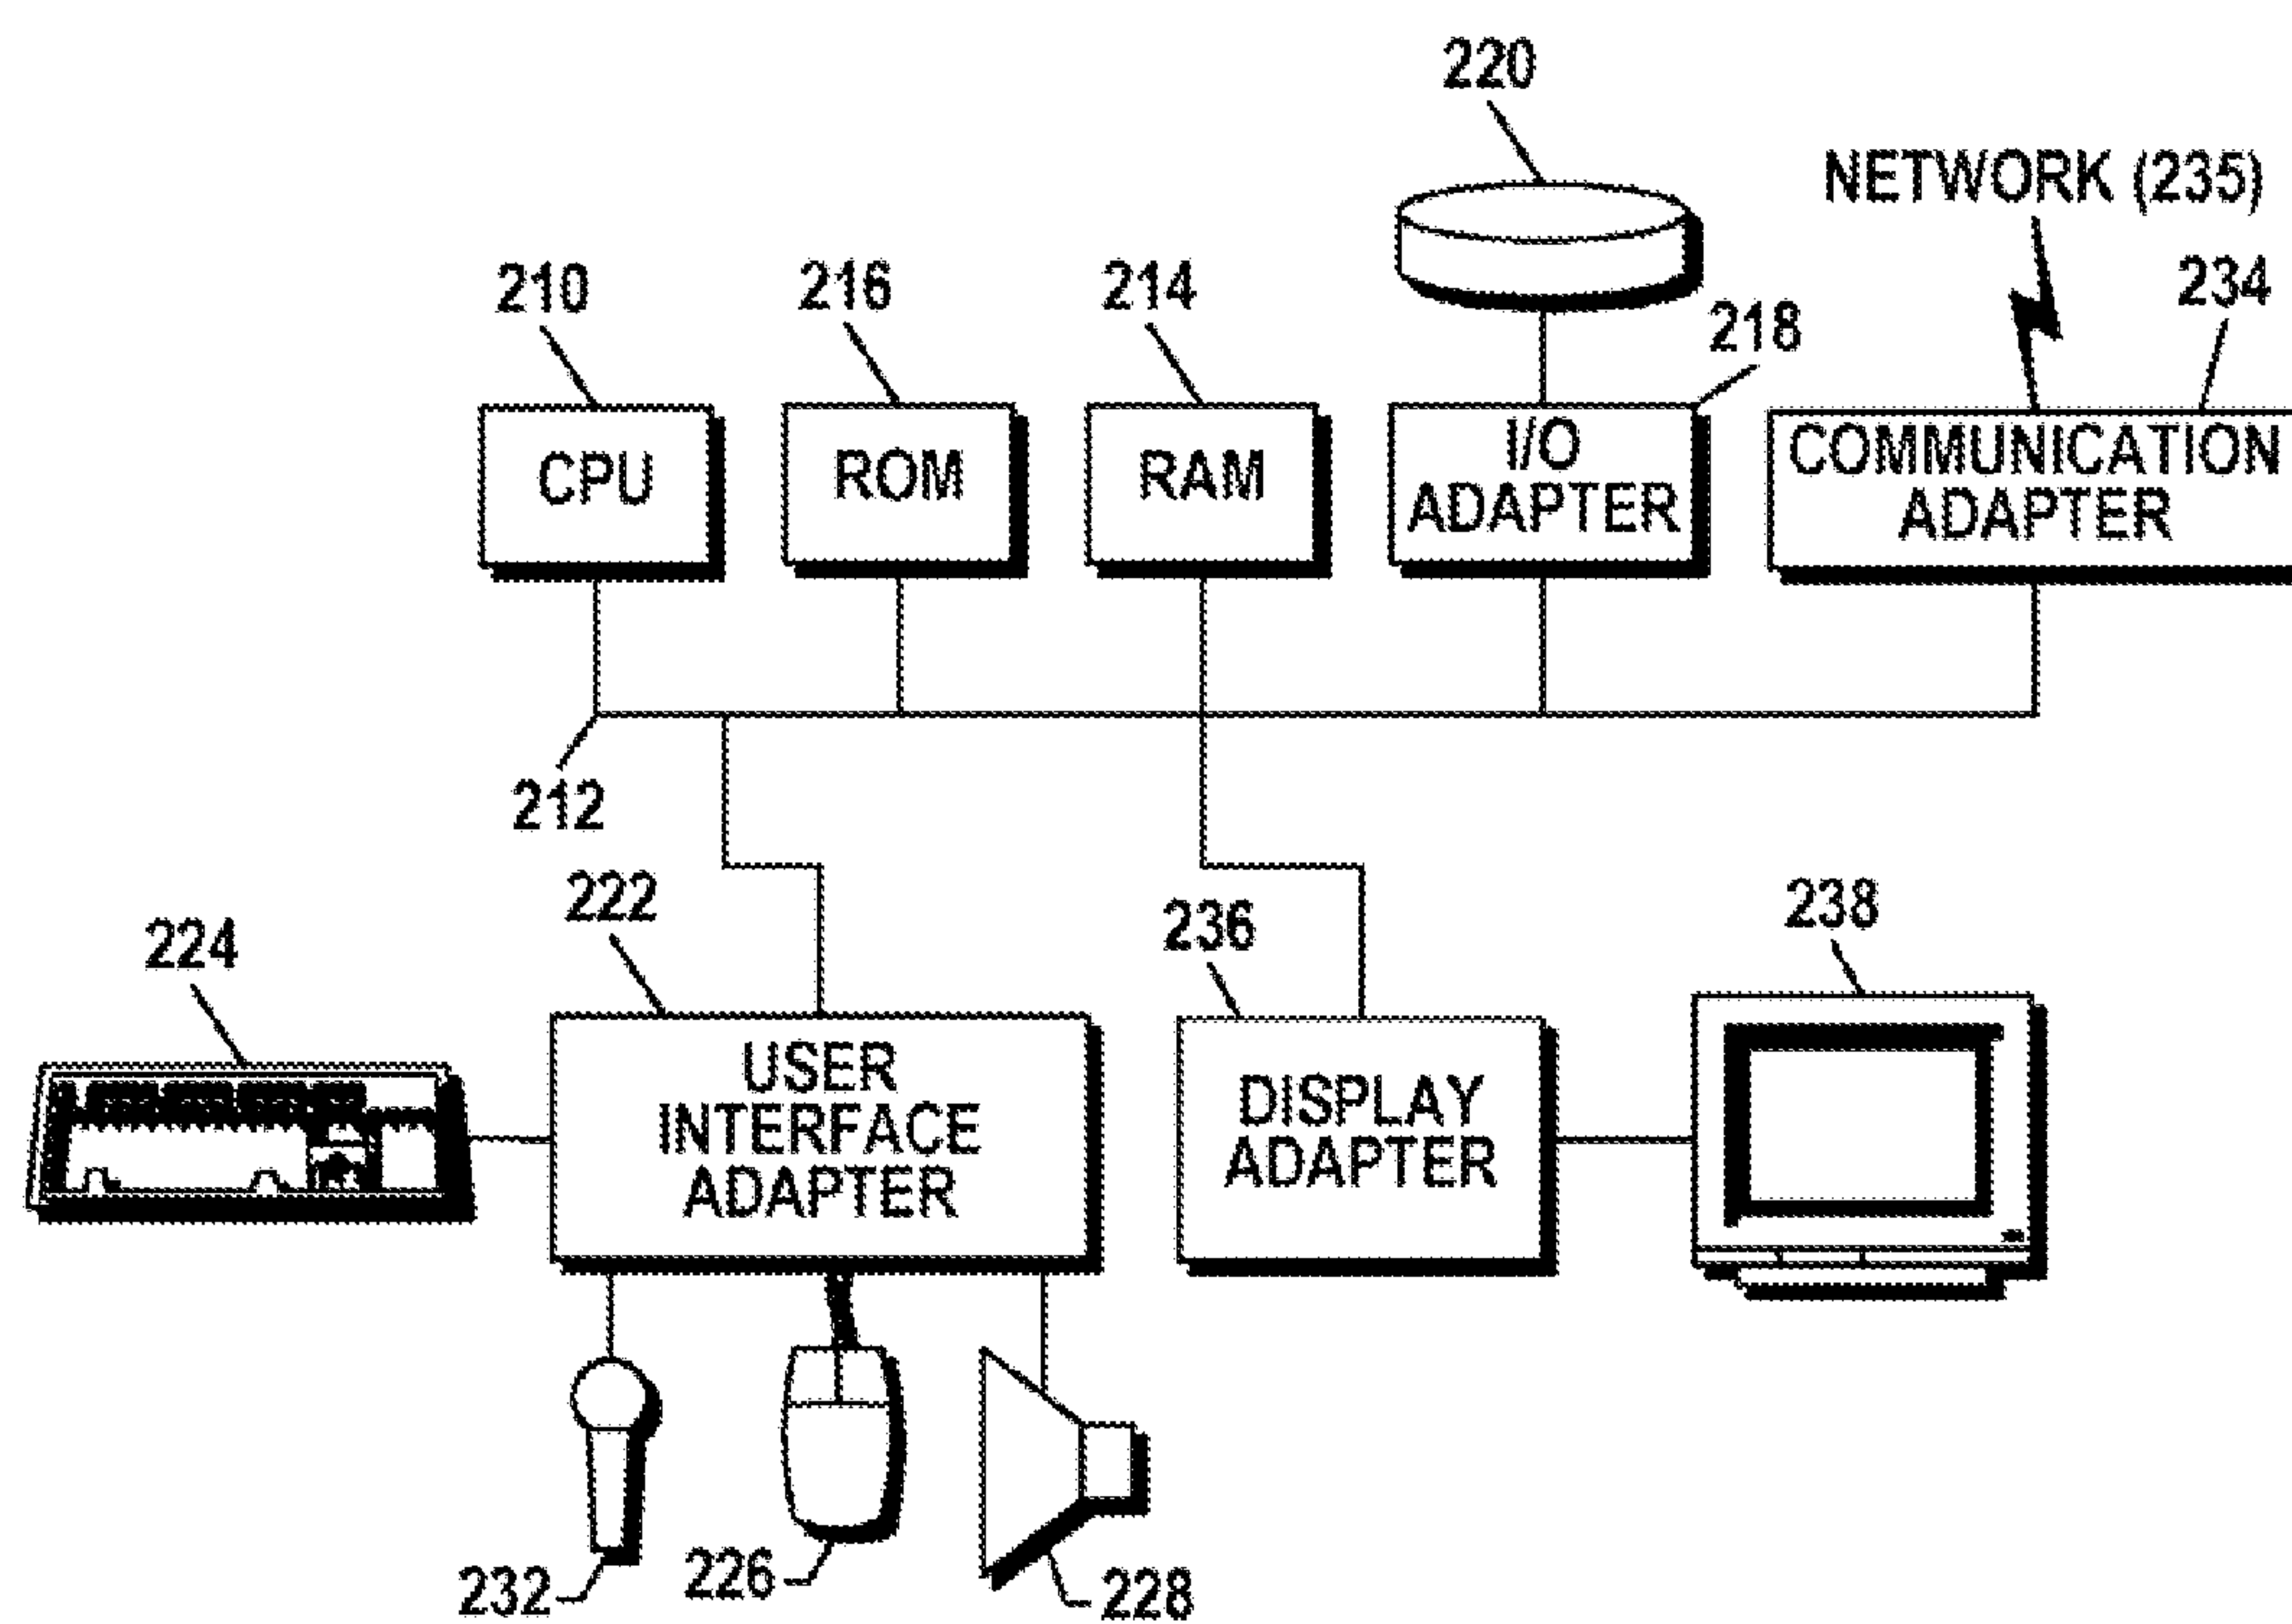 220
NETWORK (235)
210
216
214
218
234
CPU
ROM
RAM
I/O
ADAPTER
COMMUNICATION
ADAPTER
212
222
224
236
238
USER
INTERFACE
ADAPTER
DISPLAY
ADAPTER
232
226
228